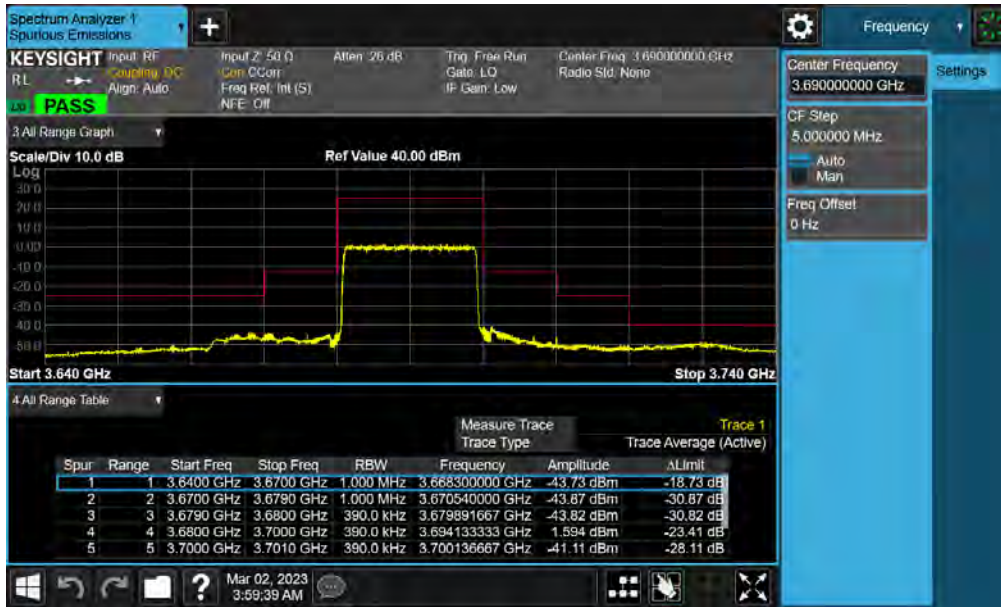 Spectrum Analyzer 1
Spurious Emissions
Frequency
KEYSIGHT Input: RF Input Z: 50 Ω Atten: 26 dB Trig: Free Run Center Freq: 3.690000000 GHz
RL Coupling: DC Corr CCorr Gate: LO Radio Std: None
Align: Auto Freq Ref: Int (S) IF Gain: Low
PASS NFE: Off
Center Frequency
3.690000000 GHz
Settings
CF Step
5.000000 MHz
Auto
Man
Freq Offset
0 Hz
3 All Range Graph
Scale/Div 10.0 dB Ref Value 40.00 dBm
Log
30.0
20.0
10.0
0.00
-10.0
-20.0
-30.0
-40.0
-50.0
Start 3.640 GHz Stop 3.740 GHz
4 All Range Table
Measure Trace Trace 1
Trace Type Trace Average (Active)
Spur Range Start Freq Stop Freq RBW Frequency Amplitude ΔLimit
1 1 3.6400 GHz 3.6700 GHz 1.000 MHz 3.668300000 GHz -43.73 dBm -18.73 dB
2 2 3.6700 GHz 3.6790 GHz 1.000 MHz 3.670540000 GHz -43.87 dBm -30.87 dB
3 3 3.6790 GHz 3.6800 GHz 390.0 kHz 3.679891667 GHz -43.82 dBm -30.82 dB
4 4 3.6800 GHz 3.7000 GHz 390.0 kHz 3.694133333 GHz 1.594 dBm -23.41 dB
5 5 3.7000 GHz 3.7010 GHz 390.0 kHz 3.700136667 GHz -41.11 dBm -28.11 dB
?
Mar 02, 2023
3:59:39 AM